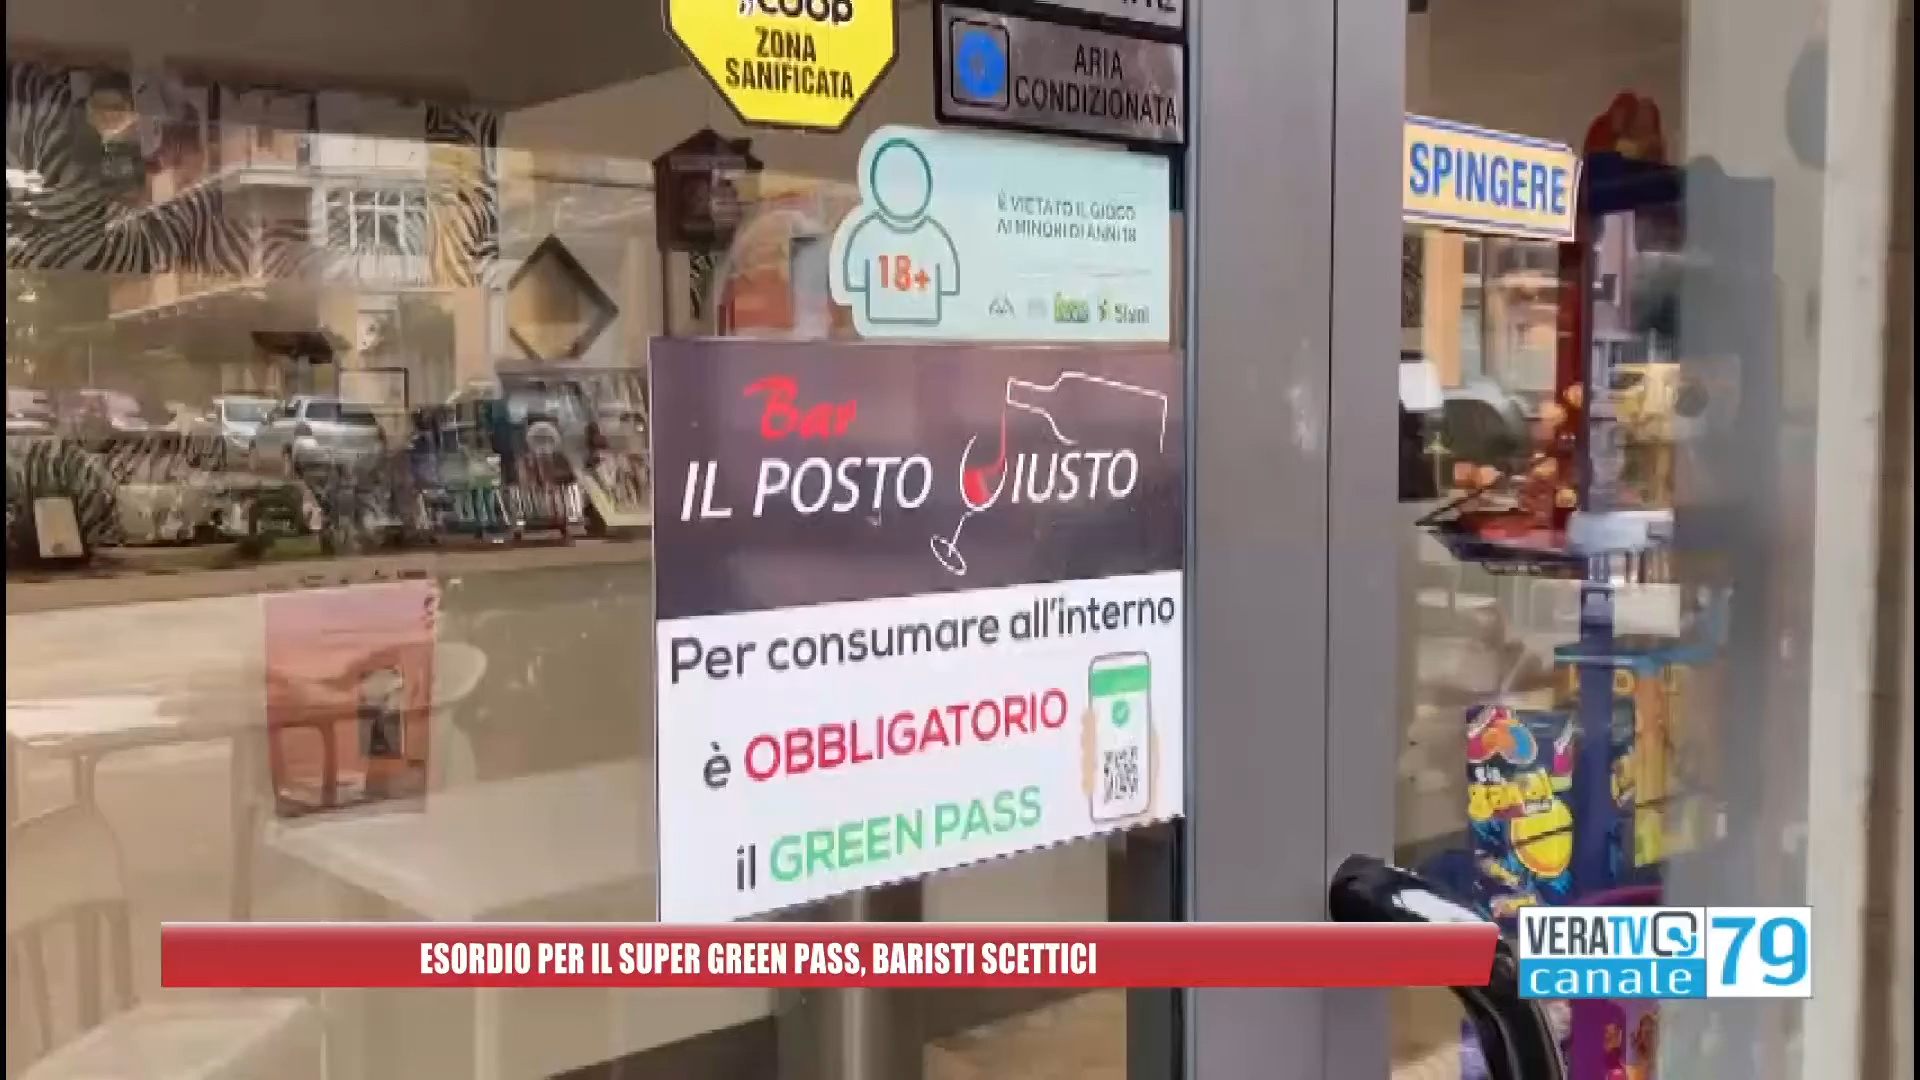 COOP
ZONA
SANIFICATA
ARIA
CONDIZIONATA
SPINGERE
È VIETATO IL GIOCO
AI MINORI DI ANNI 18
18+
Sisal
Bar
IL POSTO GIUSTO
Per consumare all'interno
è OBBLIGATORIO
il GREEN PASS
ESORDIO PER IL SUPER GREEN PASS, BARISTI SCETTICI
VERATV
canale
79